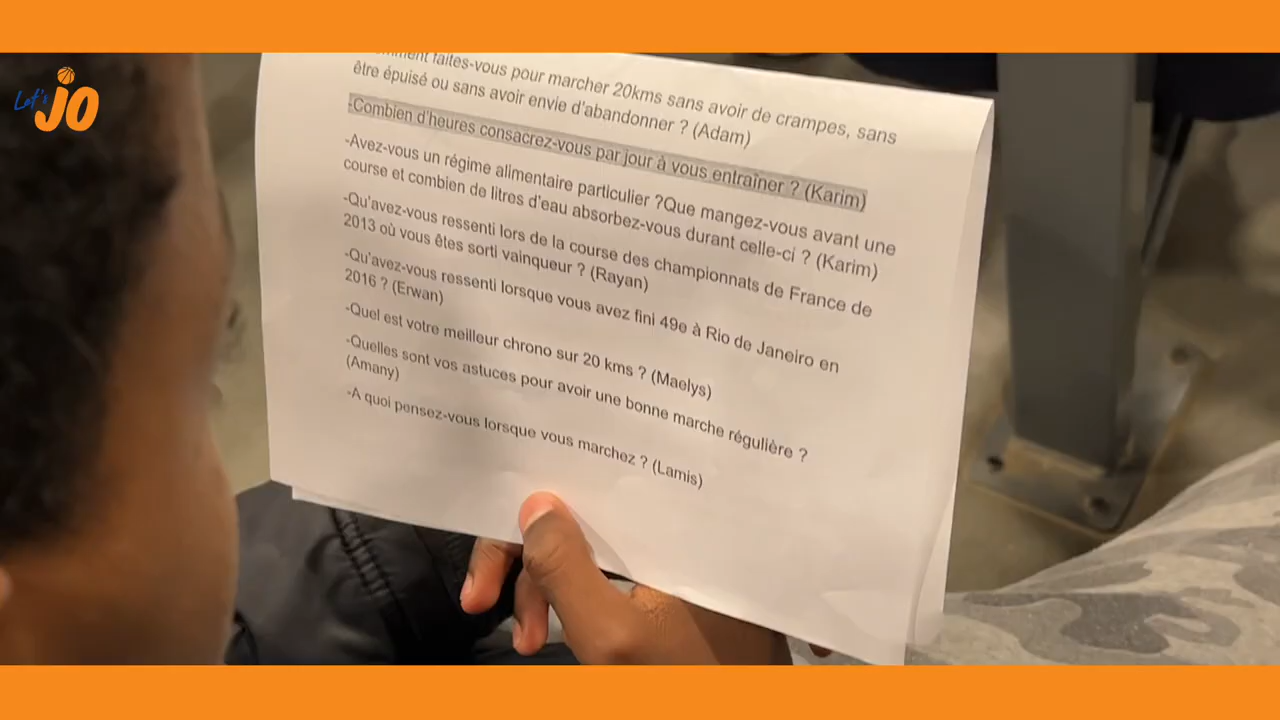 Let's
JO
faites-vous pour marcher 20kms sans avoir de crampes, sans
être épuisé ou sans avoir envie d'abandonner ? (Adam)
-Combien d'heures consacrez-vous par jour à vous entraîner ? (Karim)
-Avez-vous un régime alimentaire particulier ?Que mangez-vous avant une
course et combien de litres d'eau absorbez-vous durant celle-ci ? (Karim)
-Qu'avez-vous ressenti lors de la course des championnats de France de
2013 où vous êtes sorti vainqueur ? (Rayan)
-Qu'avez-vous ressenti lorsque vous avez fini 49e à Rio de Janeiro en
2016 ? (Erwan)
-Quel est votre meilleur chrono sur 20 kms ? (Maelys)
-Quelles sont vos astuces pour avoir une bonne marche régulière ?
(Amany)
-A quoi pensez-vous lorsque vous marchez ? (Lamis)